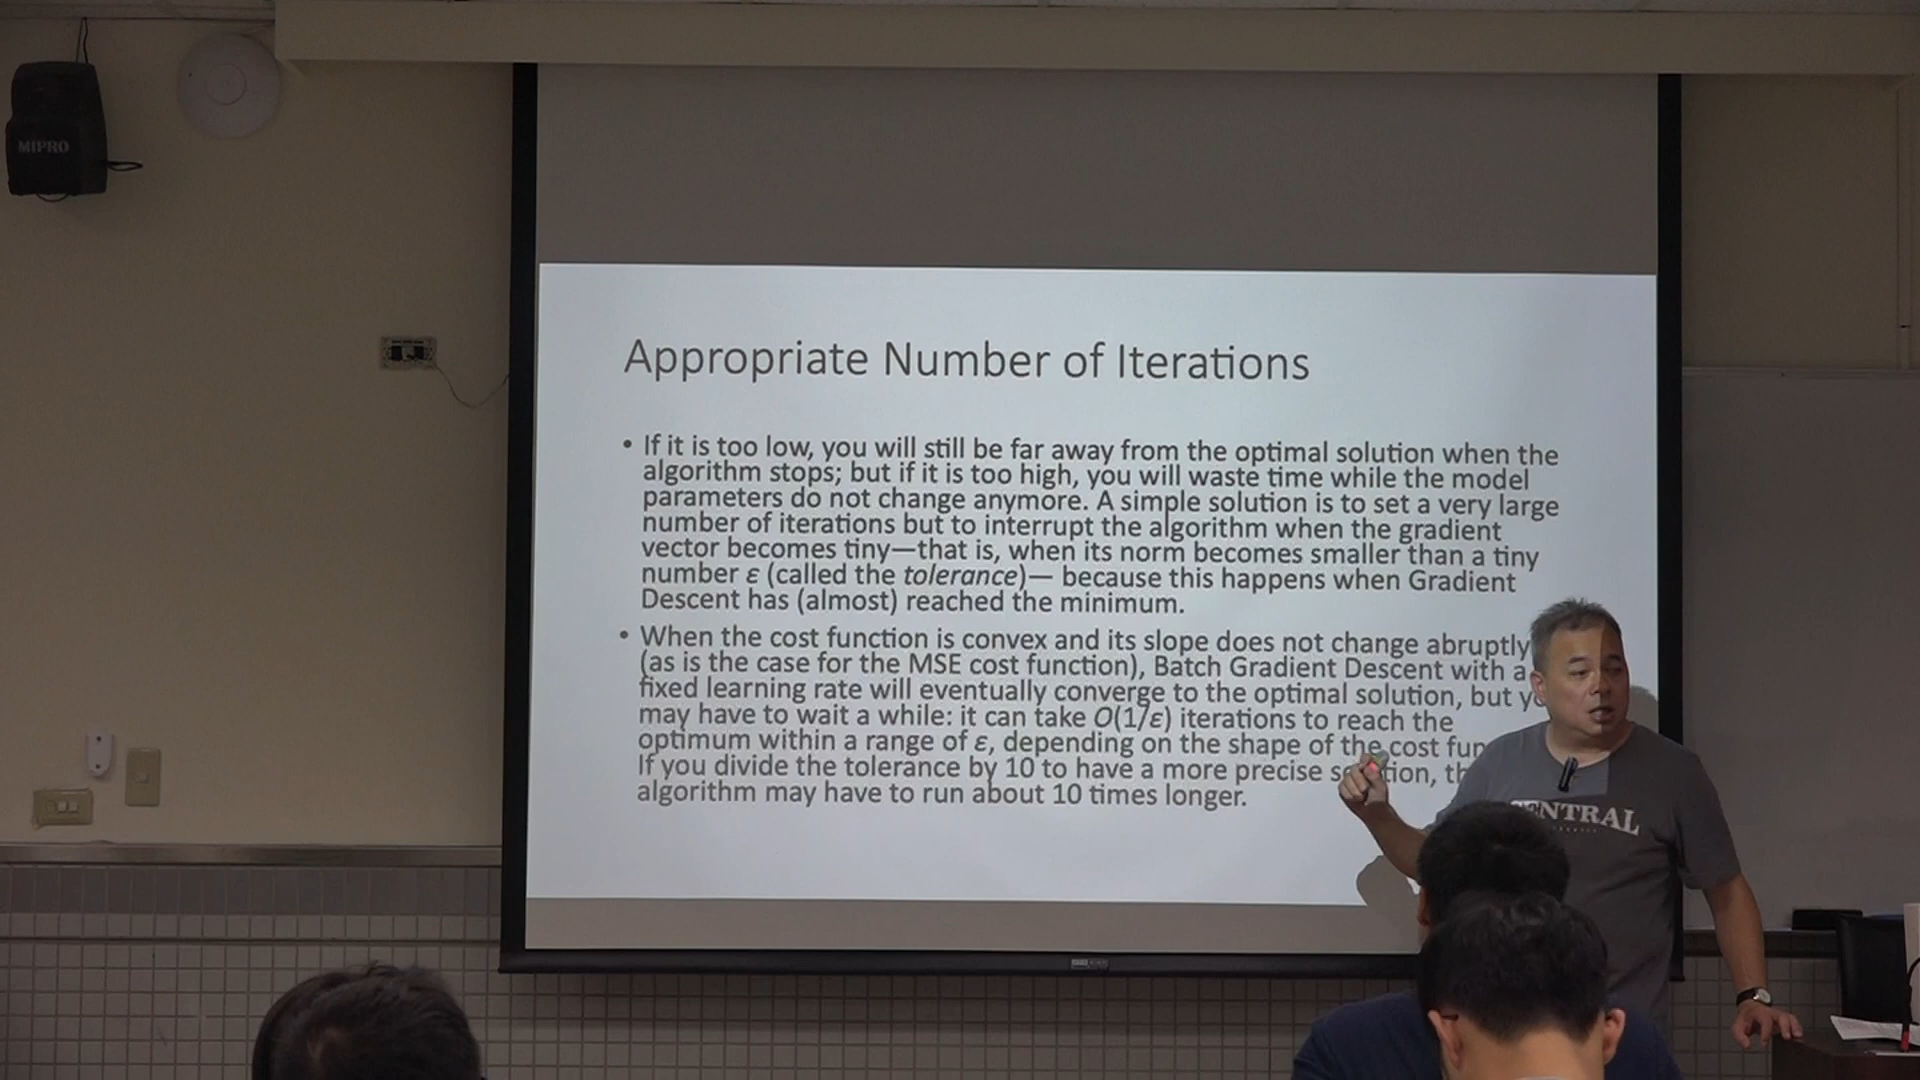 MIPRO
Appropriate Number of Iterations
• If it is too low, you will still be far away from the optimal solution when the
algorithm stops; but if it is too high, you will waste time while the model
parameters do not change anymore. A simple solution is to set a very large
number of iterations but to interrupt the algorithm when the gradient
vector becomes tiny—that is, when its norm becomes smaller than a tiny
number ε (called the tolerance)— because this happens when Gradient
Descent has (almost) reached the minimum.
• When the cost function is convex and its slope does not change abruptly
(as is the case for the MSE cost function), Batch Gradient Descent with a
fixed learning rate will eventually converge to the optimal solution, but
may have to wait a while: it can take O(1/ε) iterations to reach the
optimum within a range of ε, depending on the shape of the cost
If you divide the tolerance by 10 to have a more precise
algorithm may have to run about 10 times longer.
CENTRAL